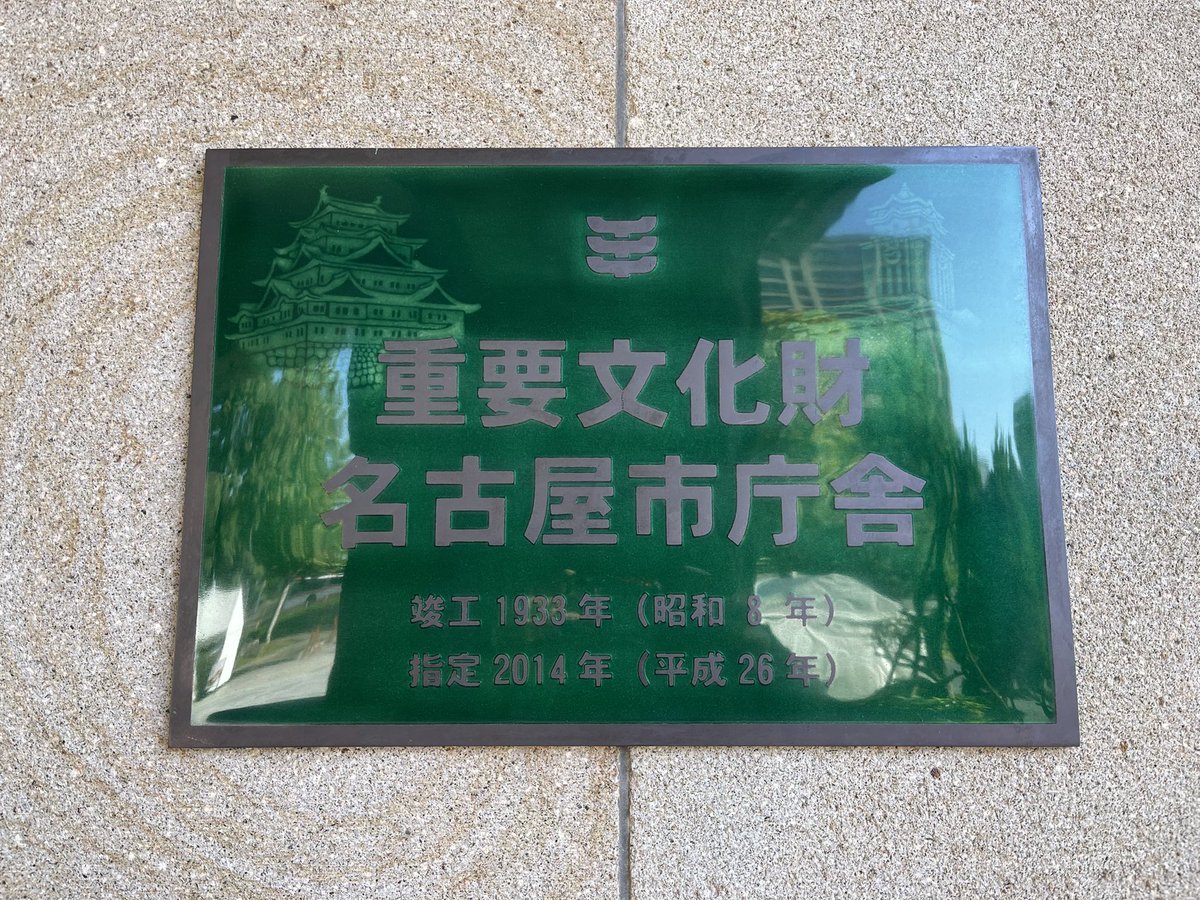 重要文化財
名古屋市庁舎
竣工 1933 年（昭和 8 年）
指定 2014 年（平成 26 年）